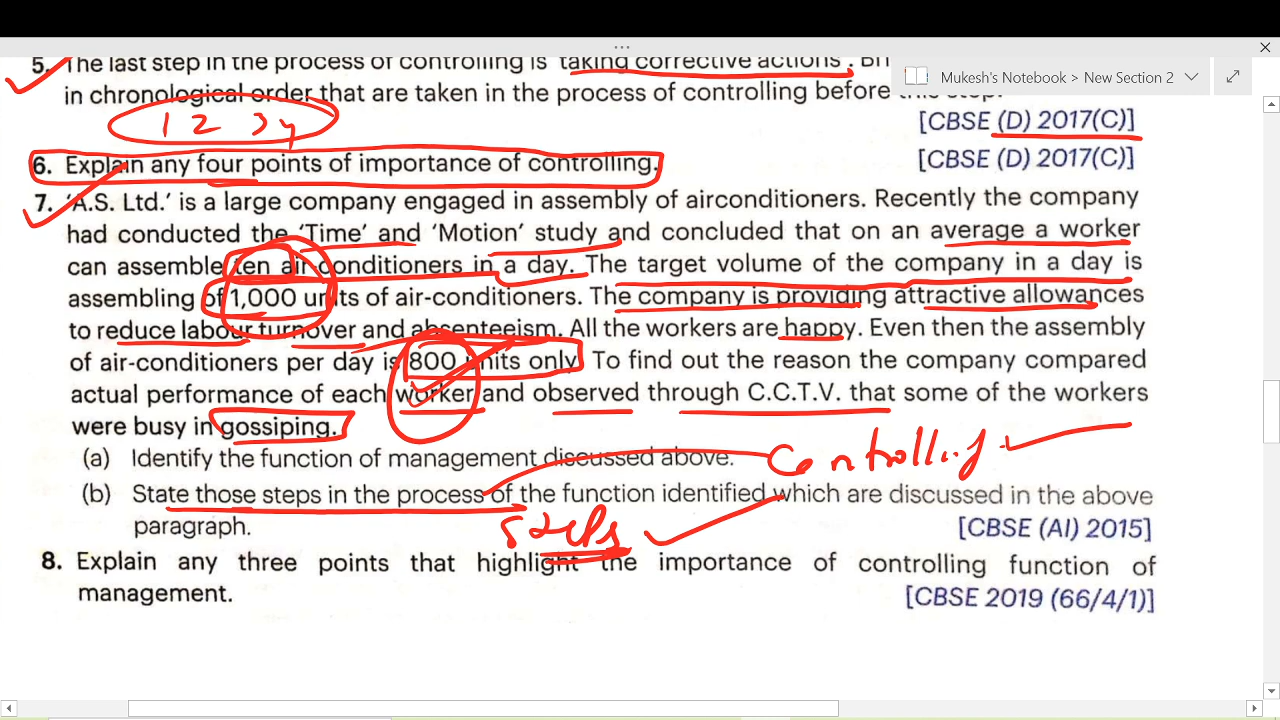 Mukesh's Notebook > New Section 2
5. The last step in the process of controlling is 'taking corrective actions'.
in chronological order that are taken in the process of controlling before this step.
1 2 3 4
[CBSE (D) 2017(C)]
6. Explain any four points of importance of controlling. [CBSE (D) 2017(C)]
7. 'A.S. Ltd.' is a large company engaged in assembly of airconditioners. Recently the company
had conducted the 'Time' and 'Motion' study and concluded that on an average a worker
can assemble ten air-conditioners in a day. The target volume of the company in a day is
assembling of 1,000 units of air-conditioners. The company is providing attractive allowances
to reduce labour turnover and absenteeism. All the workers are happy. Even then the assembly
of air-conditioners per day is 800 units only. To find out the reason the company compared
actual performance of each worker and observed through C.C.T.V. that some of the workers
were busy in gossiping.
(a) Identify the function of management discussed above. Controlling
(b) State those steps in the process of the function identified which are discussed in the above
paragraph. steps [CBSE (AI) 2015]
8. Explain any three points that highlight the importance of controlling function of
management. [CBSE 2019 (66/4/1)]